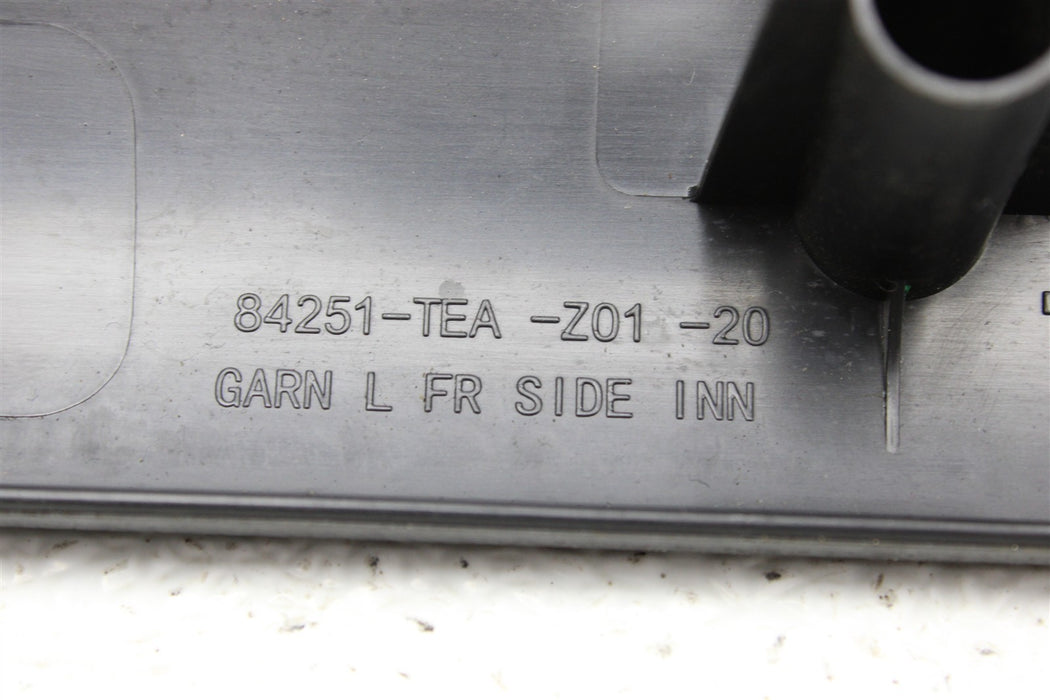 84251-TEA -Z01 -20
GARN L FR SIDE INN